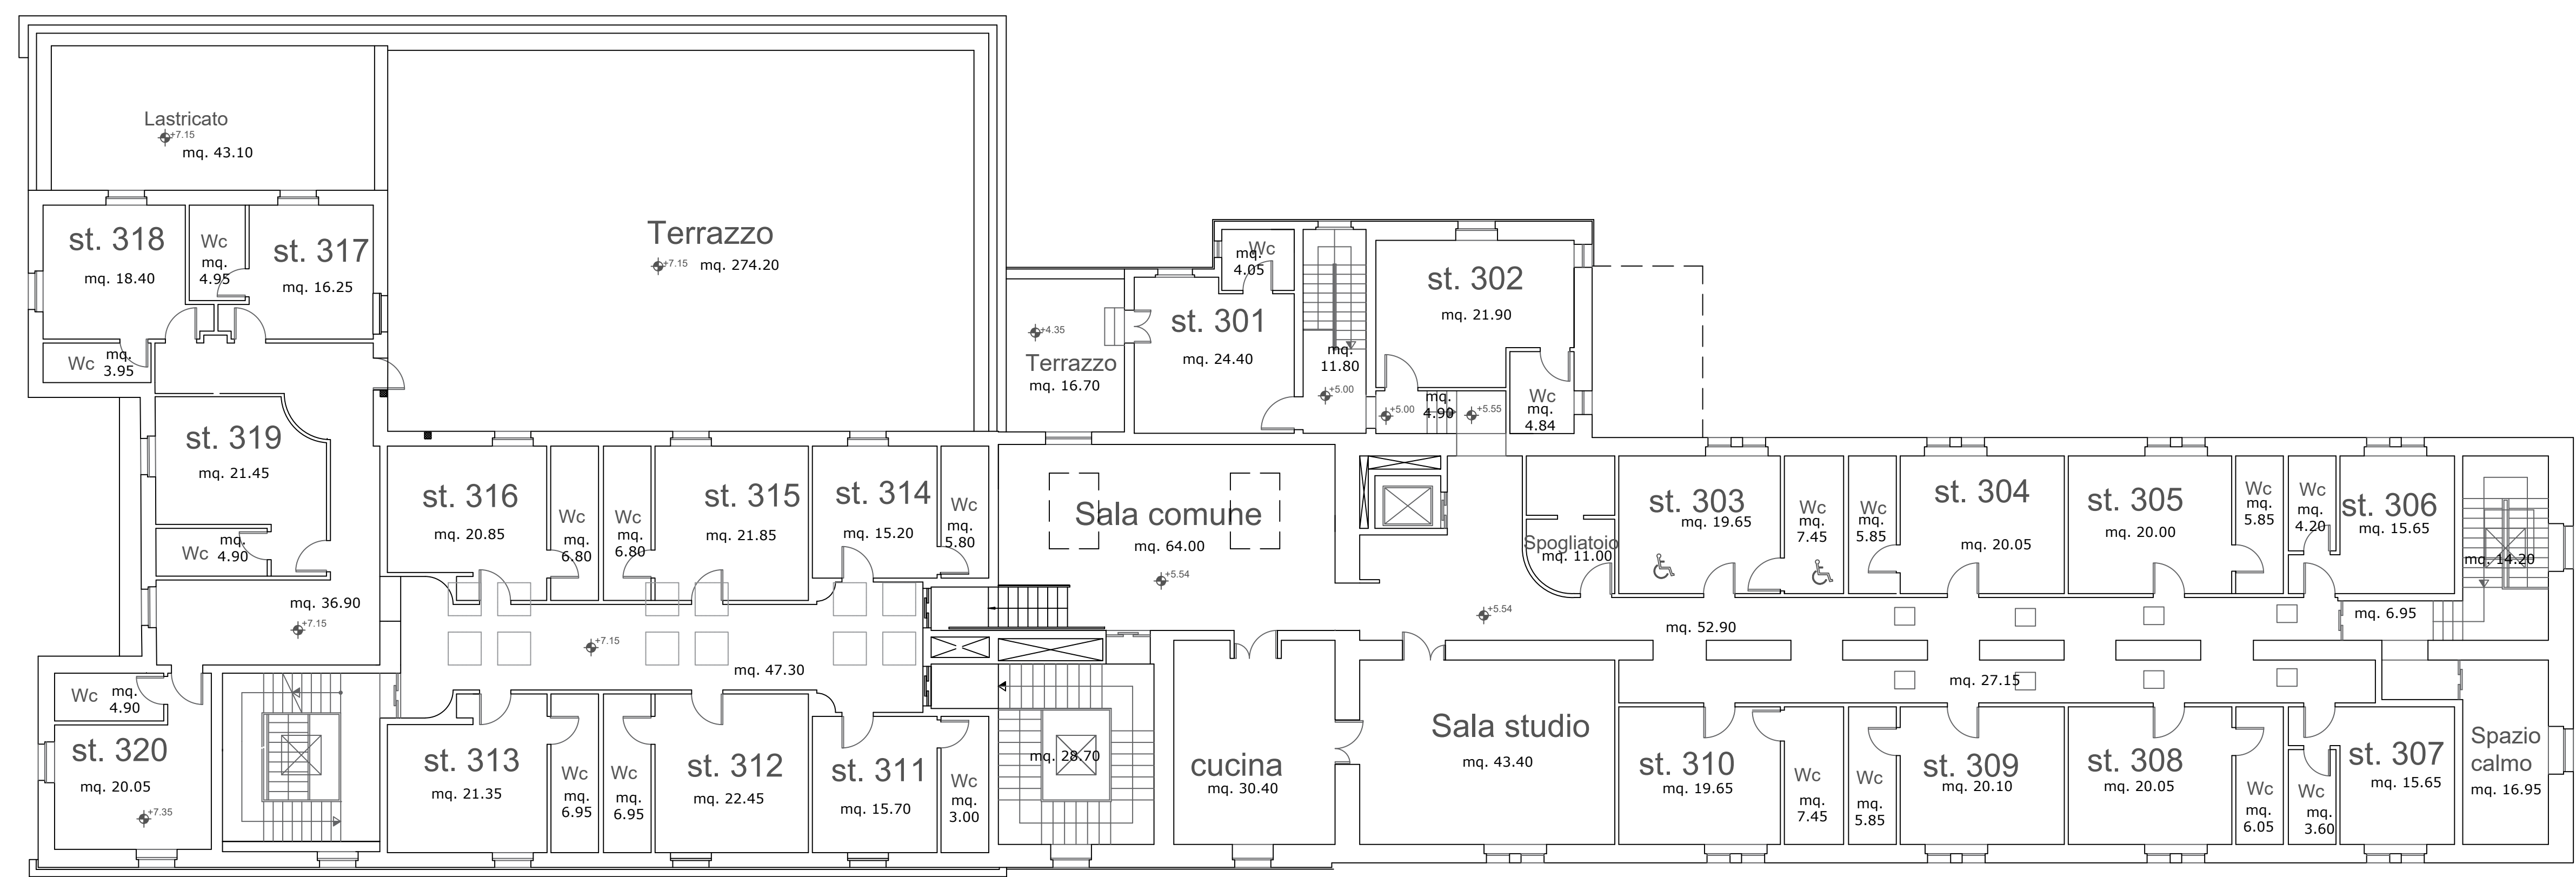 Lastricato
+7.15
mq. 43.10
Terrazzo
+7.15
mq. 274.20
st. 318
mq. 18.40
Wc
mq.
4.95
st. 317
mq. 16.25
Wc
mq.
3.95
st. 319
mq. 21.45
Wc
mq.
4.90
mq. 36.90
+7.15
Wc
mq.
4.90
st. 320
mq. 20.05
+7.35
st. 316
mq. 20.85
Wc
mq.
6.80
Wc
mq.
6.80
st. 315
mq. 21.85
st. 314
mq. 15.20
Wc
mq.
5.80
+7.15
mq. 47.30
st. 313
mq. 21.35
Wc
mq.
6.95
Wc
mq.
6.95
st. 312
mq. 22.45
st. 311
mq. 15.70
Wc
mq.
3.00
+4.35
Terrazzo
mq. 16.70
st. 301
mq. 24.40
Wc
mq.
4.05
mq.
11.80
+5.00
st. 302
mq. 21.90
+5.00
mq.
4.90
+5.55
Wc
mq.
4.84
Sala comune
mq. 64.00
+5.54
mq. 28.70
cucina
mq. 30.40
Sala studio
mq. 43.40
+5.54
Spogliatoio
mq. 11.00
st. 303
mq. 19.65
Wc
mq.
7.45
Wc
mq.
5.85
st. 304
mq. 20.05
st. 305
mq. 20.00
Wc
mq.
5.85
Wc
mq.
4.20
st. 306
mq. 15.65
mq. 14.20
mq. 6.95
mq. 52.90
mq. 27.15
st. 310
mq. 19.65
Wc
mq.
7.45
Wc
mq.
5.85
st. 309
mq. 20.10
st. 308
mq. 20.05
Wc
mq.
6.05
Wc
mq.
3.60
st. 307
mq. 15.65
Spazio
calmo
mq. 16.95